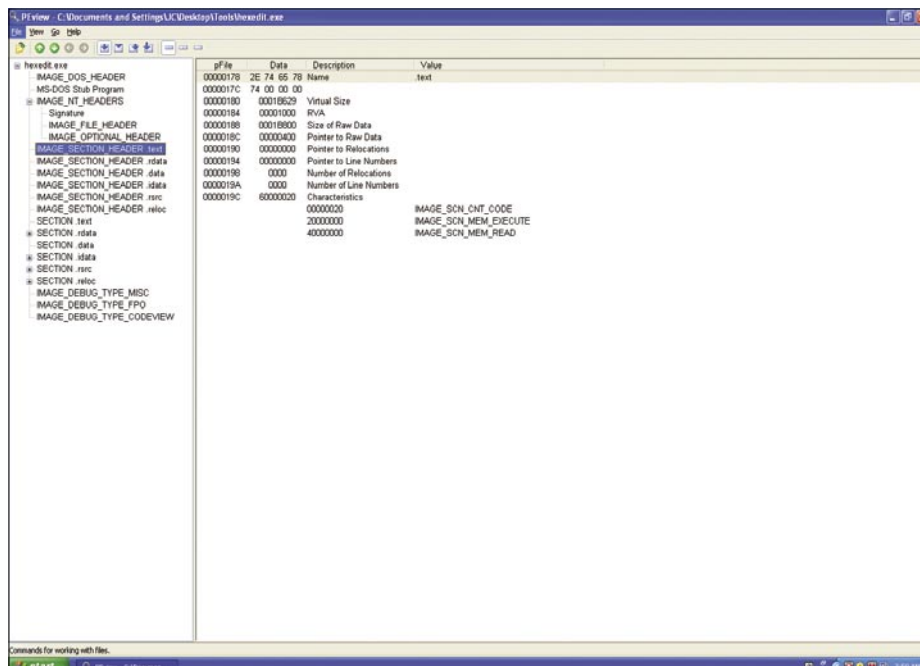 PEview - C:\Documents and Settings\JC\Desktop\Tools\hexedit.exe
File View Go Help
hexedit.exe
IMAGE_DOS_HEADER
MS-DOS Stub Program
IMAGE_NT_HEADERS
Signature
IMAGE_FILE_HEADER
IMAGE_OPTIONAL_HEADER
IMAGE_SECTION_HEADER .text
IMAGE_SECTION_HEADER .rdata
IMAGE_SECTION_HEADER .data
IMAGE_SECTION_HEADER .idata
IMAGE_SECTION_HEADER .rsrc
IMAGE_SECTION_HEADER .reloc
SECTION .text
SECTION .rdata
SECTION .data
SECTION .idata
SECTION .rsrc
SECTION .reloc
IMAGE_DEBUG_TYPE_MISC
IMAGE_DEBUG_TYPE_FPO
IMAGE_DEBUG_TYPE_CODEVIEW
pFile Data Description Value
00000178 2E 74 65 78 Name .text
0000017C 74 00 00 00
00000180 0001B629 Virtual Size
00000184 00001000 RVA
00000188 0001B800 Size of Raw Data
0000018C 00000400 Pointer to Raw Data
00000190 00000000 Pointer to Relocations
00000194 00000000 Pointer to Line Numbers
00000198 0000 Number of Relocations
0000019A 0000 Number of Line Numbers
0000019C 60000020 Characteristics
00000020 IMAGE_SCN_CNT_CODE
20000000 IMAGE_SCN_MEM_EXECUTE
40000000 IMAGE_SCN_MEM_READ
Commands for working with files.
start